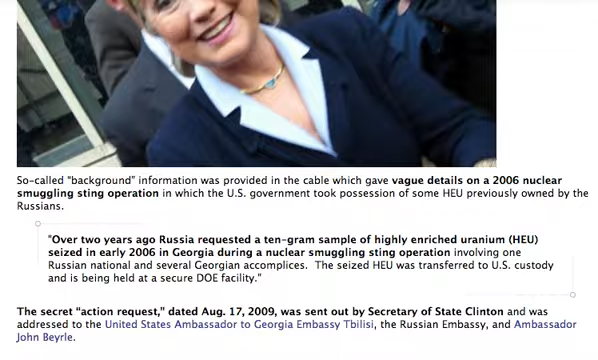 So-called “background” information was provided in the cable which gave vague details on a 2006 nuclear
smuggling sting operation in which the U.S. government took possession of some HEU previously owned by the
Russians.
"Over two years ago Russia requested a ten-gram sample of highly enriched uranium (HEU)
seized in early 2006 in Georgia during a nuclear smuggling sting operation involving one
Russian national and several Georgian accomplices.  The seized HEU was transferred to U.S. custody
and is being held at a secure DOE facility.”
The secret “action request,” dated Aug. 17, 2009, was sent out by Secretary of State Clinton and was
addressed to the United States Ambassador to Georgia Embassy Tbilisi, the Russian Embassy, and Ambassador
John Beyrle.